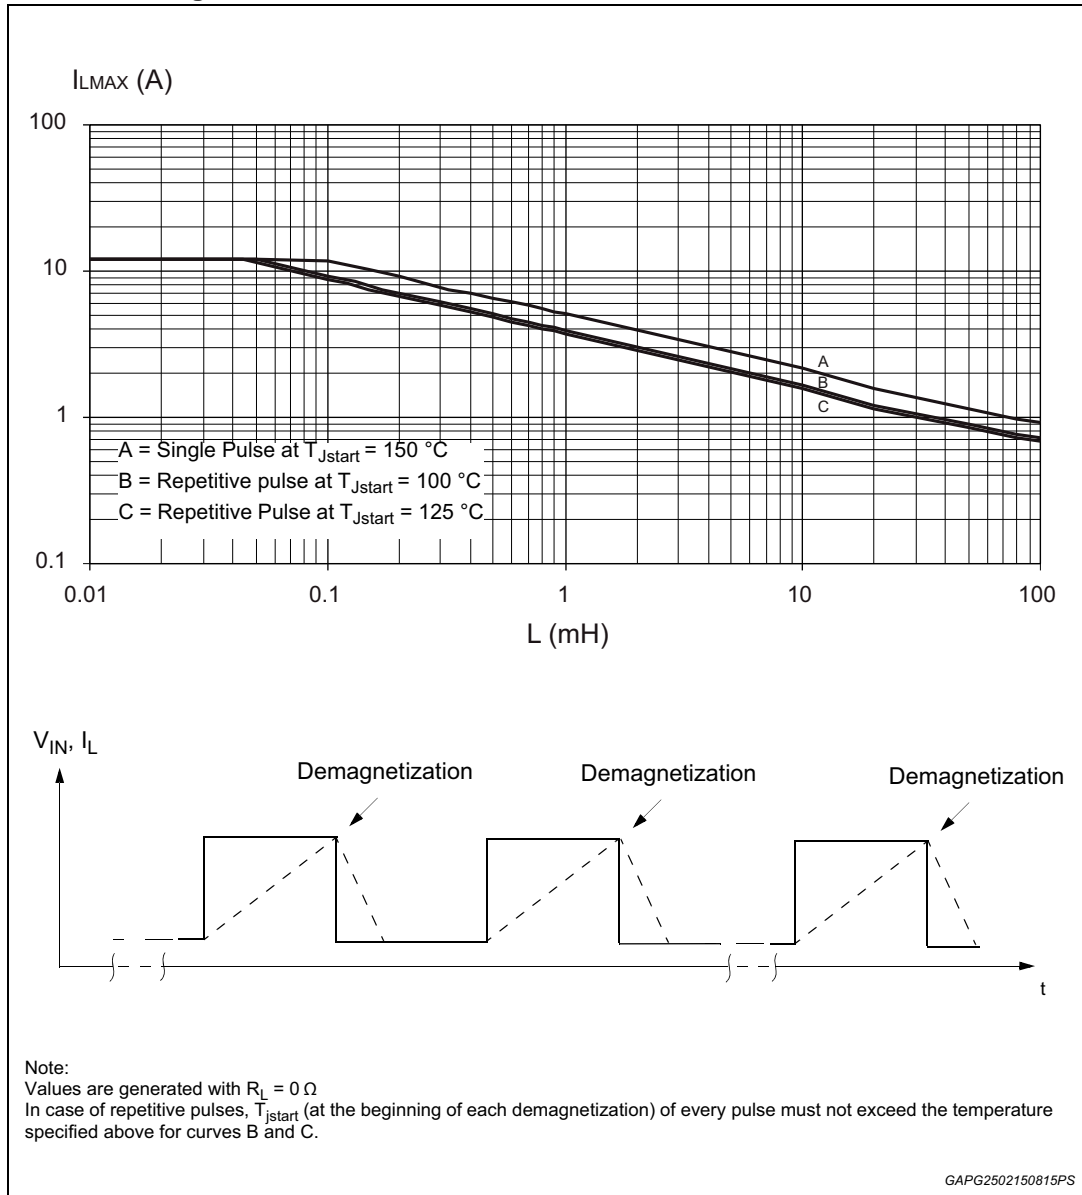 ILMAX (A)
100
10
1
0.1
A
B
C
A = Single Pulse at TJstart = 150 °C
B = Repetitive pulse at TJstart = 100 °C
C = Repetitive Pulse at TJstart = 125 °C
0.01 0.1 1 10 100
L (mH)
VIN, IL
Demagnetization Demagnetization Demagnetization
t
Note:
Values are generated with RL = 0 Ω
In case of repetitive pulses, Tjstart (at the beginning of each demagnetization) of every pulse must not exceed the temperature
specified above for curves B and C.
GAPG2502150815PS